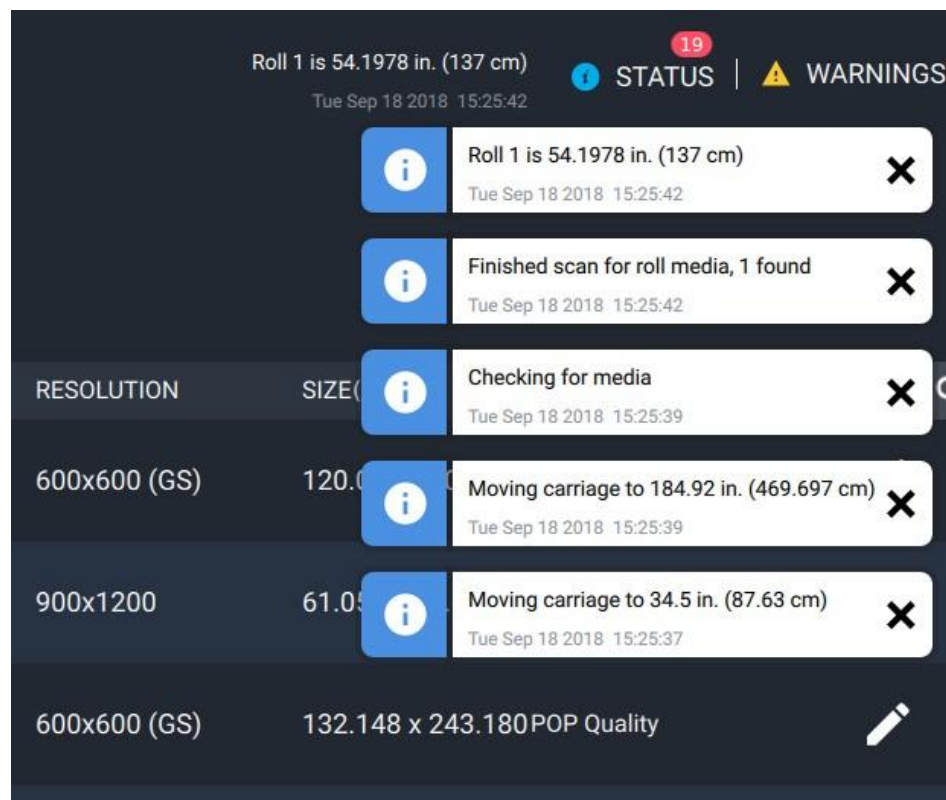 19
Roll 1 is 54.1978 in. (137 cm)
STATUS | WARNINGS
Tue Sep 18 2018 15:25:42
Roll 1 is 54.1978 in. (137 cm)
Tue Sep 18 2018 15:25:42
Finished scan for roll media, 1 found
Tue Sep 18 2018 15:25:42
RESOLUTION
SIZE(
Checking for media
Tue Sep 18 2018 15:25:39
600x600 (GS)
120.
Moving carriage to 184.92 in. (469.697 cm)
Tue Sep 18 2018 15:25:39
900x1200
61.0
Moving carriage to 34.5 in. (87.63 cm)
Tue Sep 18 2018 15:25:37
600x600 (GS)
132.148 x 243.180 POP Quality